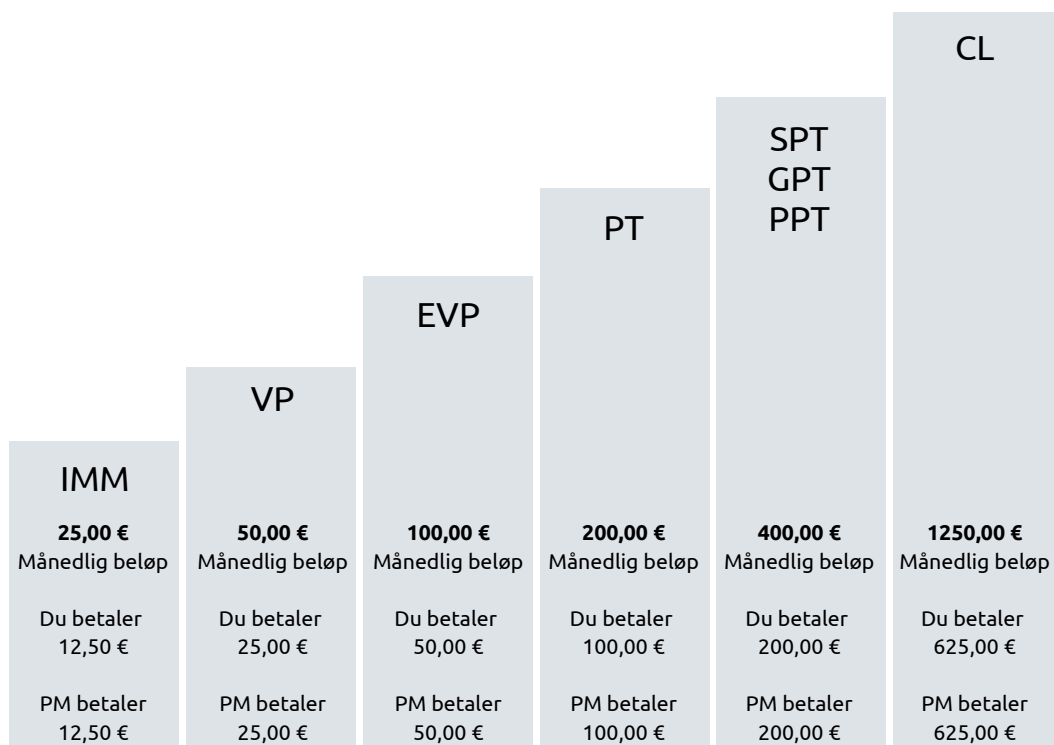 IMM
25,00 €
Månedlig beløp
Du betaler
12,50 €
PM betaler
12,50 €
VP
50,00 €
Månedlig beløp
Du betaler
25,00 €
PM betaler
25,00 €
EVP
100,00 €
Månedlig beløp
Du betaler
50,00 €
PM betaler
50,00 €
PT
200,00 €
Månedlig beløp
Du betaler
100,00 €
PM betaler
100,00 €
SPT
GPT
PPT
400,00 €
Månedlig beløp
Du betaler
200,00 €
PM betaler
200,00 €
CL
1250,00 €
Månedlig beløp
Du betaler
625,00 €
PM betaler
625,00 €